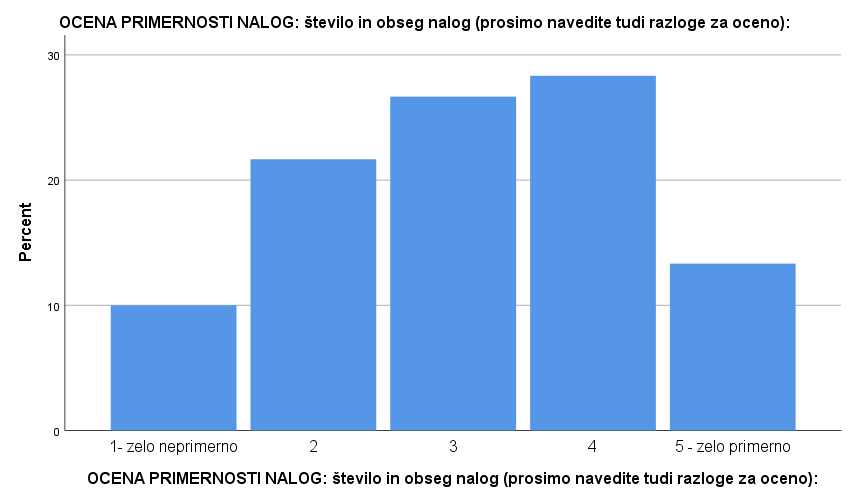 OCENA PRIMERNOSTI NALOG: število in obseg nalog (prosimo navedite tudi razloge za oceno):
30
20
10
0
Percent
1- zelo neprimerno
2
3
4
5 - zelo primerno
OCENA PRIMERNOSTI NALOG: število in obseg nalog (prosimo navedite tudi razloge za oceno):